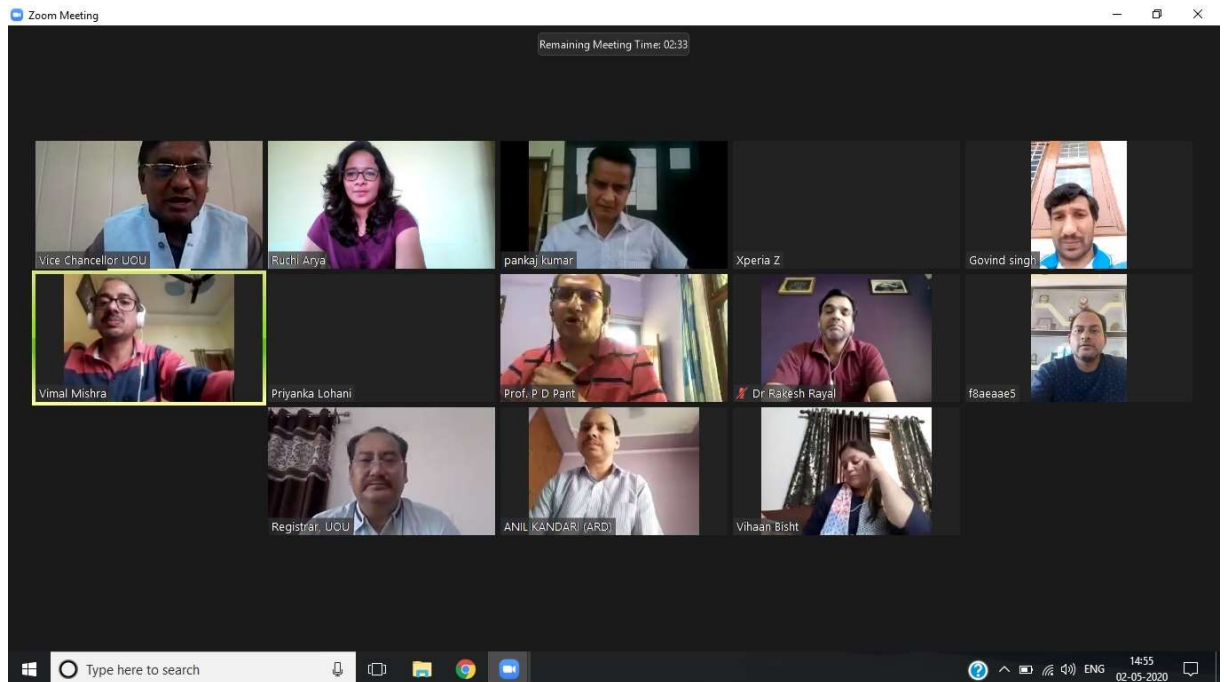 Zoom Meeting
Remaining Meeting Time: 02:33
Vice Chancellor UOU
Ruchi Arya
pankaj kumar
Xperia Z
Govind singh
Vimal Mishra
Priyanka Lohani
Prof. P D Pant
Dr Rakesh Rayal
f8aeaae5
Registrar, UOU
ANIL KANDARI (ARD)
Vihaan Bisht
Type here to search
ENG
14:55
02-05-2020